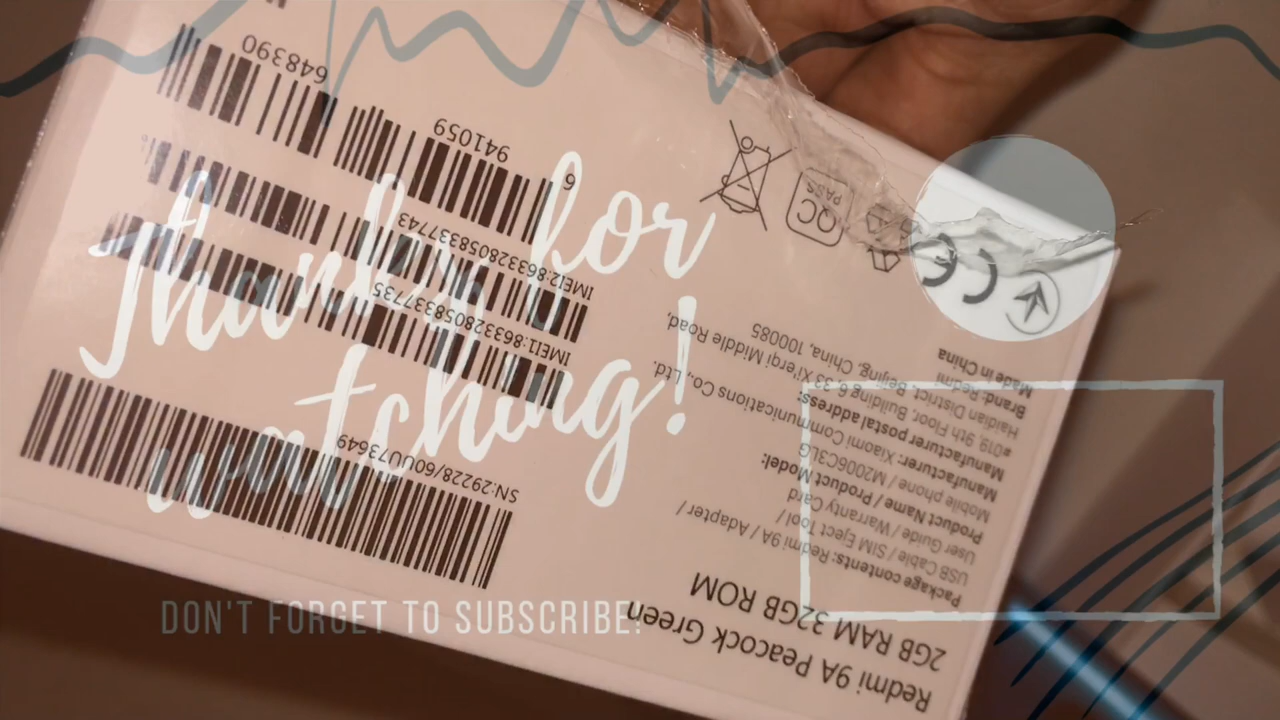 Thanks for
watching!
DON'T FORGET TO SUBSCRIBE!
Redmi 9A Peacock Green
2GB RAM 32GB ROM
Package contents: Redmi 9A / Adapter /
USB Cable / SIM Eject Tool /
User Guide / Warranty Card
Product Name / Product Model:
Mobile phone / M2006C3LG
Manufacturer: Xiaomi Communications Co., Ltd.
Manufacturer postal address:
#019, 9th Floor, Building 6, 33 Xi'erqi Middle Road,
Haidian District, Beijing, China, 100085
Brand: Redmi
Made in China
CE
QC
PASS
SN:29228/60UU73649
IMEI1:863328058337735
IMEI2:863328058337743
6
941059
648390